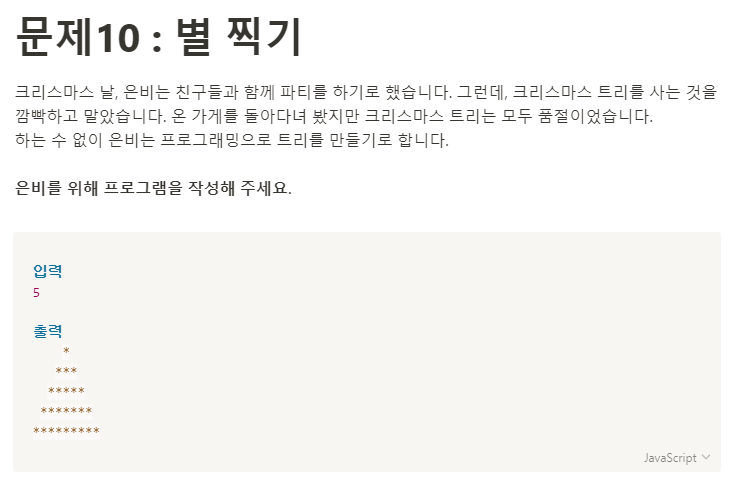 문제10 : 별 찍기
크리스마스 날, 은비는 친구들과 함께 파티를 하기로 했습니다. 그런데, 크리스마스 트리를 사는 것을
깜빡하고 말았습니다. 온 가게를 돌아다녀 봤지만 크리스마스 트리는 모두 품절이었습니다.
하는 수 없이 은비는 프로그래밍으로 트리를 만들기로 합니다.
은비를 위해 프로그램을 작성해 주세요.
입력
5
출력
    *
   ***
  *****
 *******
*********
JavaScript